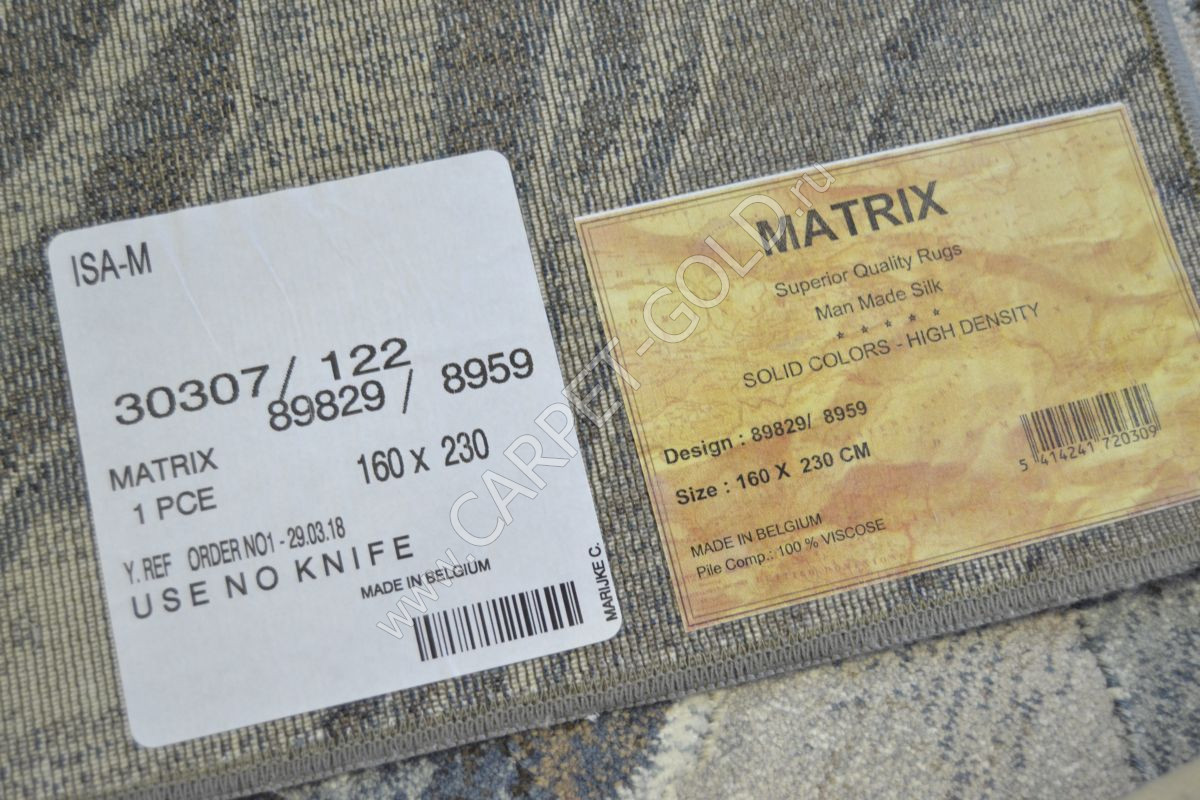 ISA-M
30307/ 122
89829 / 8959
MATRIX
160 X 230
1 PCE
Y. REF ORDER NO1 - 29.03.18
USE NO KNIFE
MADE IN BELGIUM
MARIJKE C.
MATRIX
Superior Quality Rugs
Man Made Silk
* * * * *
SOLID COLORS - HIGH DENSITY
Design : 89829/ 8959
Size : 160 X 230 CM
5 414241 720309
MADE IN BELGIUM
Pile Comp.: 100 % VISCOSE
www.CARPET-GOLD.ru